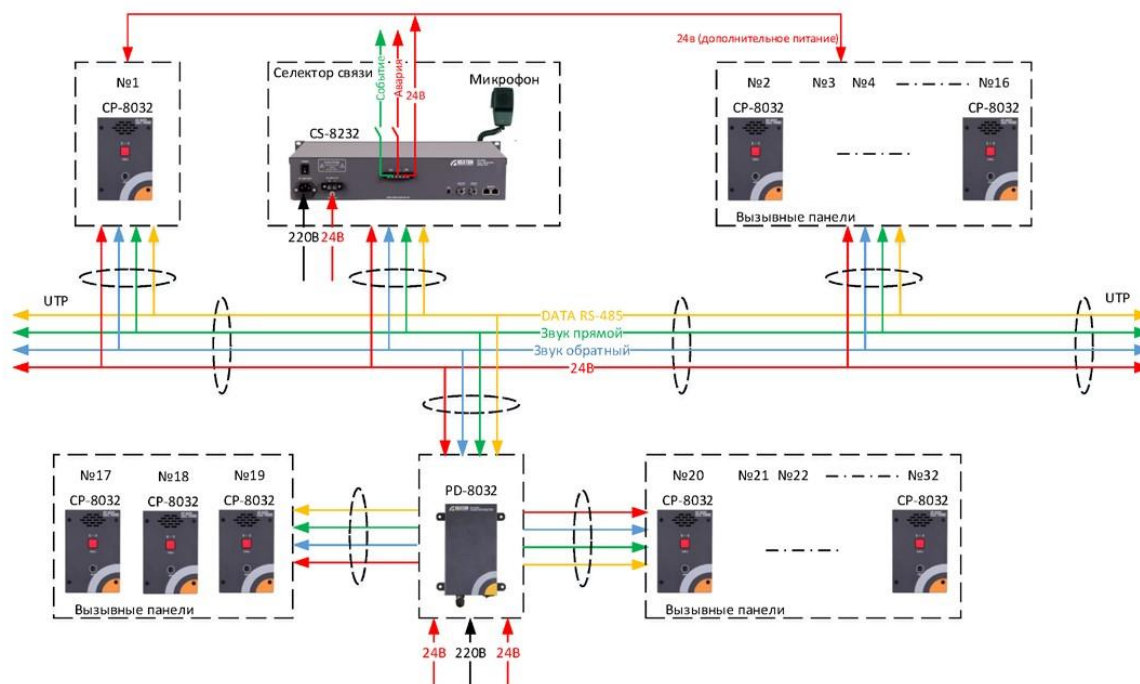 24в (дополнительное питание)
№1
CP-8032
Селектор связи
Событие
Авария
24В
Микрофон
CS-8232
NEXTON
220В
24В
№2 №3 №4 №16
CP-8032 CP-8032
Вызывные панели
UTP
UTP
DATA RS-485
Звук прямой
Звук обратный
24В
№17 №18 №19
CP-8032 CP-8032 CP-8032
Вызывные панели
PD-8032
24В 220В 24В
№20 №21 №22 №32
CP-8032 CP-8032
Вызывные панели